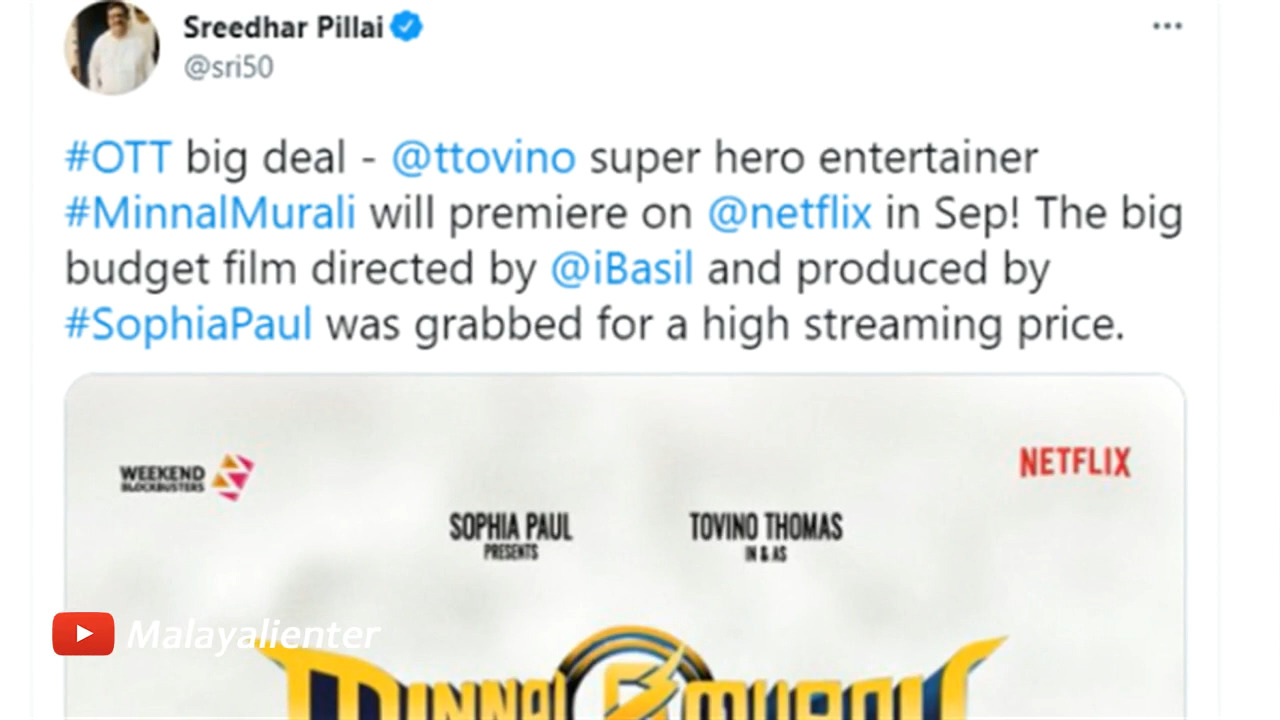 Sreedhar Pillai
@sri50
#OTT big deal - @ttovino super hero entertainer
#MinnalMurali will premiere on @netflix in Sep! The big
budget film directed by @iBasil and produced by
#SophiaPaul was grabbed for a high streaming price.
WEEKEND
BLOCKBUSTERS
NETFLIX
SOPHIA PAUL
PRESENTS
TOVINO THOMAS
IN & AS
Malayalienter
MINNAL MURALI